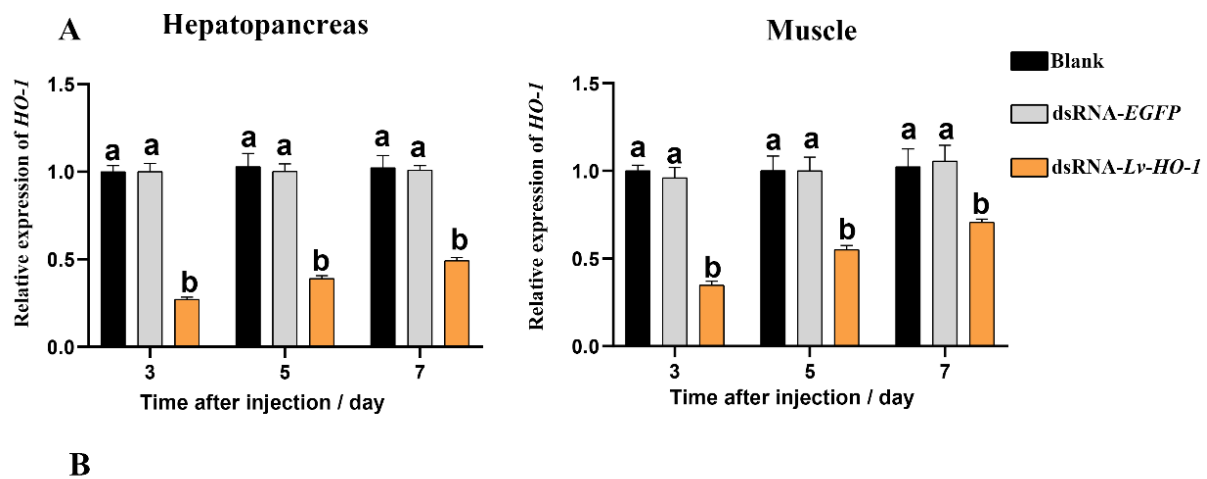 A
Hepatopancreas
Relative expression of HO-1
1.5
1.0
0.5
0.0
a a b
a a b
a a b
3 5 7
Time after injection / day
Muscle
Relative expression of HO-1
1.5
1.0
0.5
0.0
a a b
a a b
a a b
3 5 7
Time after injection / day
Blank
dsRNA-EGFP
dsRNA-Lv-HO-1
B